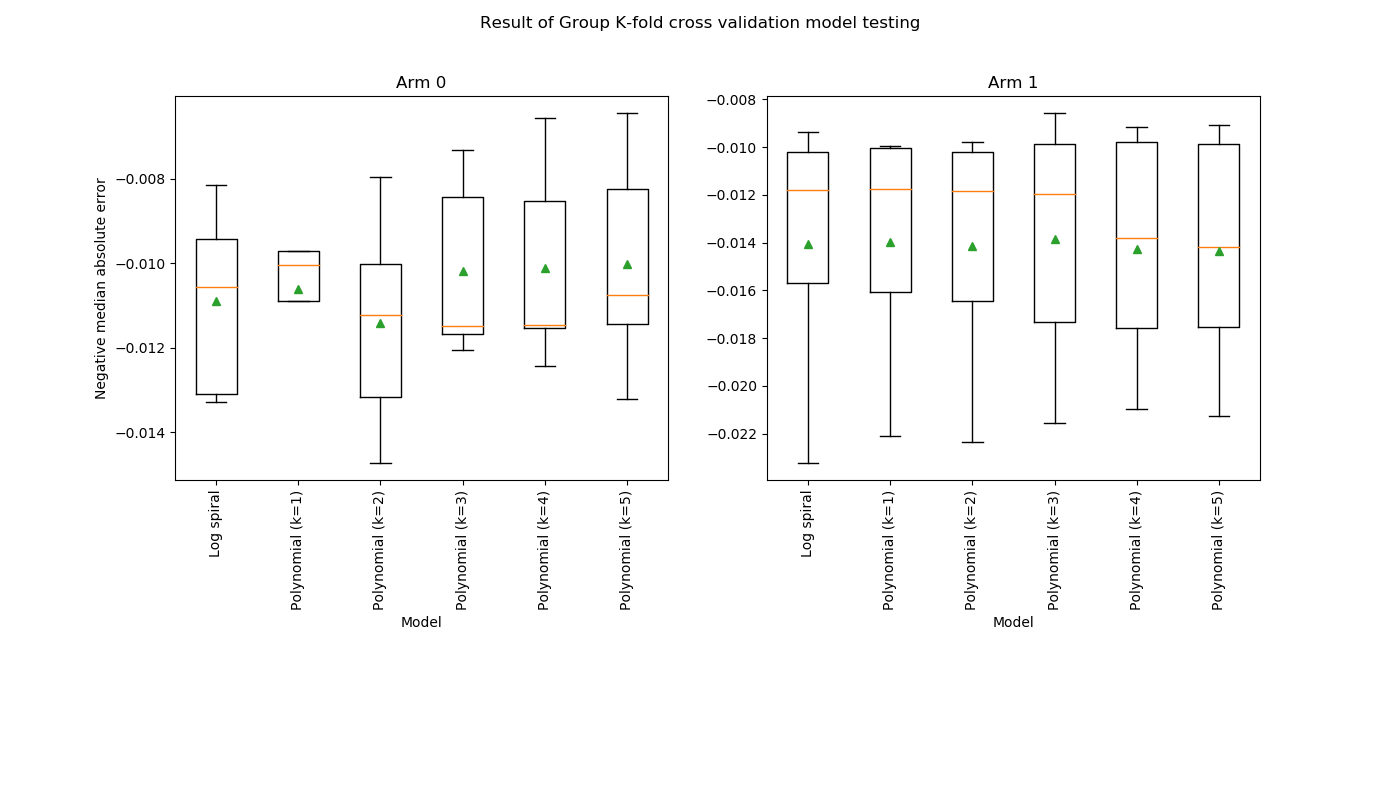 Result of Group K-fold cross validation model testing
Arm 0
Negative median absolute error
−0.008
−0.010
−0.012
−0.014
Log spiral
Polynomial (k=1)
Polynomial (k=2)
Polynomial (k=3)
Polynomial (k=4)
Polynomial (k=5)
Model
Arm 1
−0.008
−0.010
−0.012
−0.014
−0.016
−0.018
−0.020
−0.022
Log spiral
Polynomial (k=1)
Polynomial (k=2)
Polynomial (k=3)
Polynomial (k=4)
Polynomial (k=5)
Model